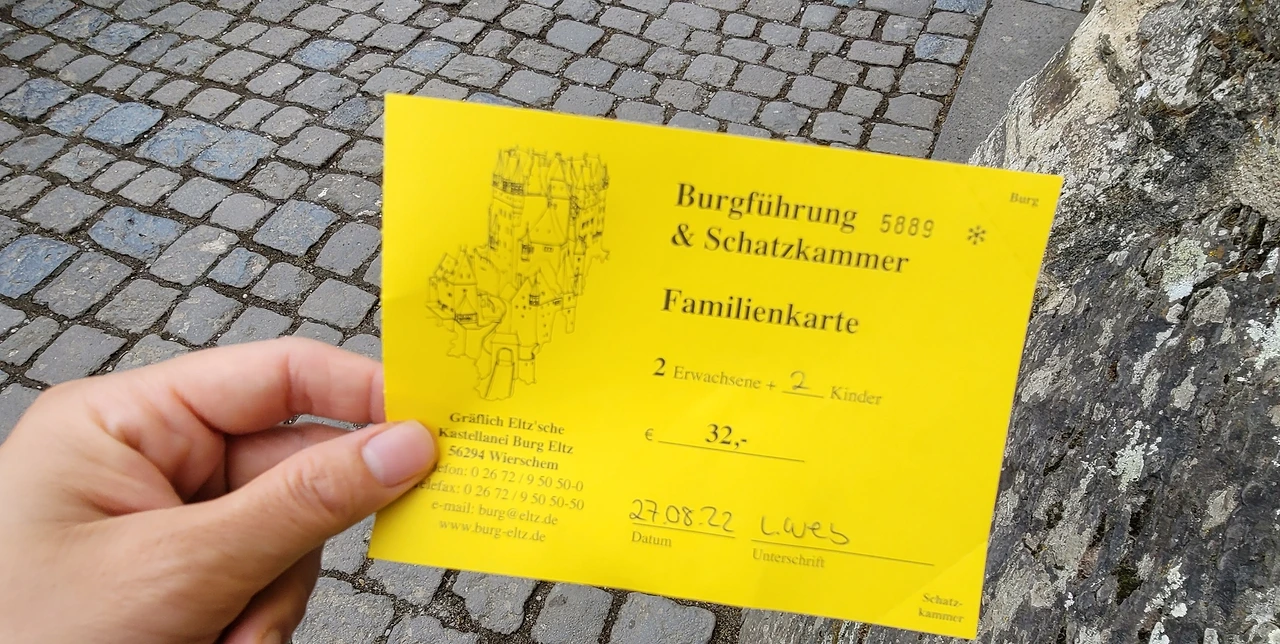 Burg
Burgführung 5889 *
& Schatzkammer
Familienkarte
2 Erwachsene + 2 Kinder
€ 32,-
Gräflich Eltz'sche
Kastellanei Burg Eltz
56294 Wierschem
elefon: 0 26 72 / 9 50 50-0
elefax: 0 26 72 / 9 50 50-50
e-mail: burg@eltz.de
www.burg-eltz.de
27.08.22
Datum
Unterschrift
Schatz-
kammer